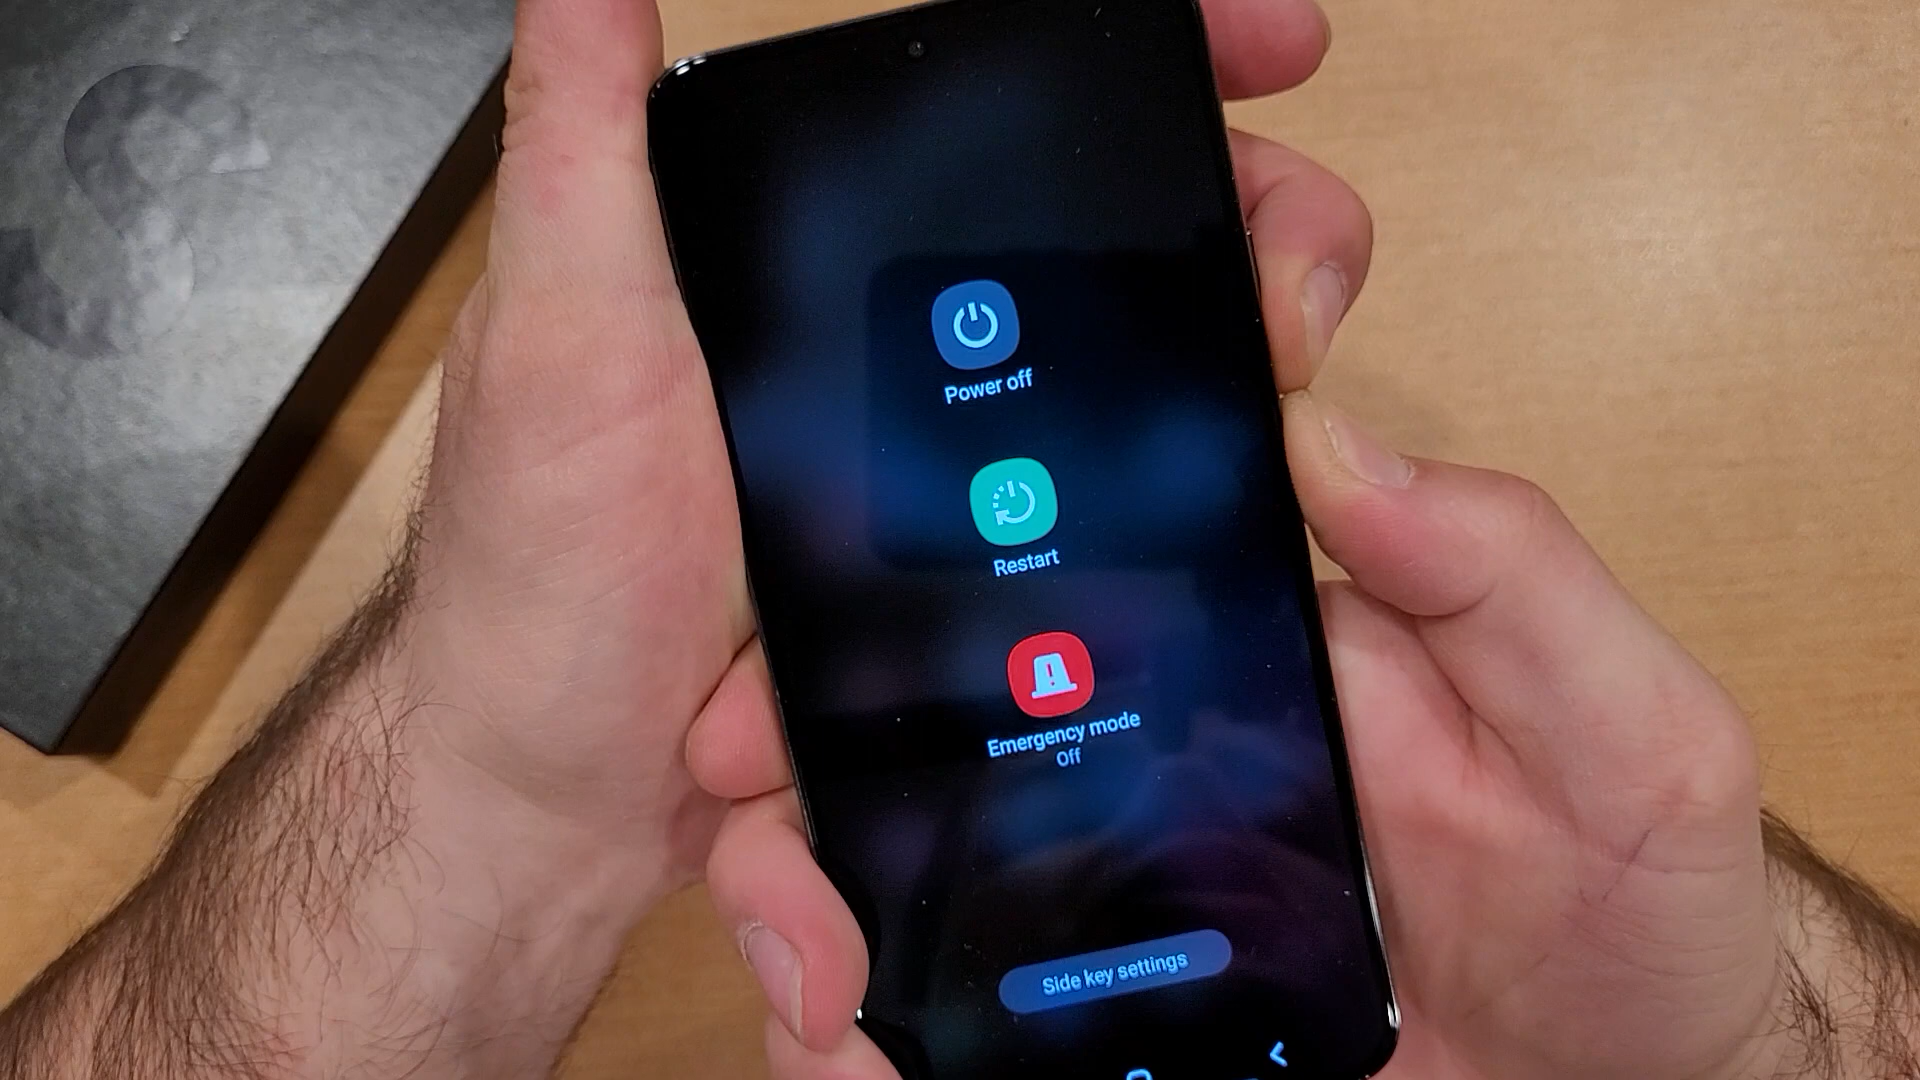 S
Power off
Restart
Emergency mode
Off
Side key settings